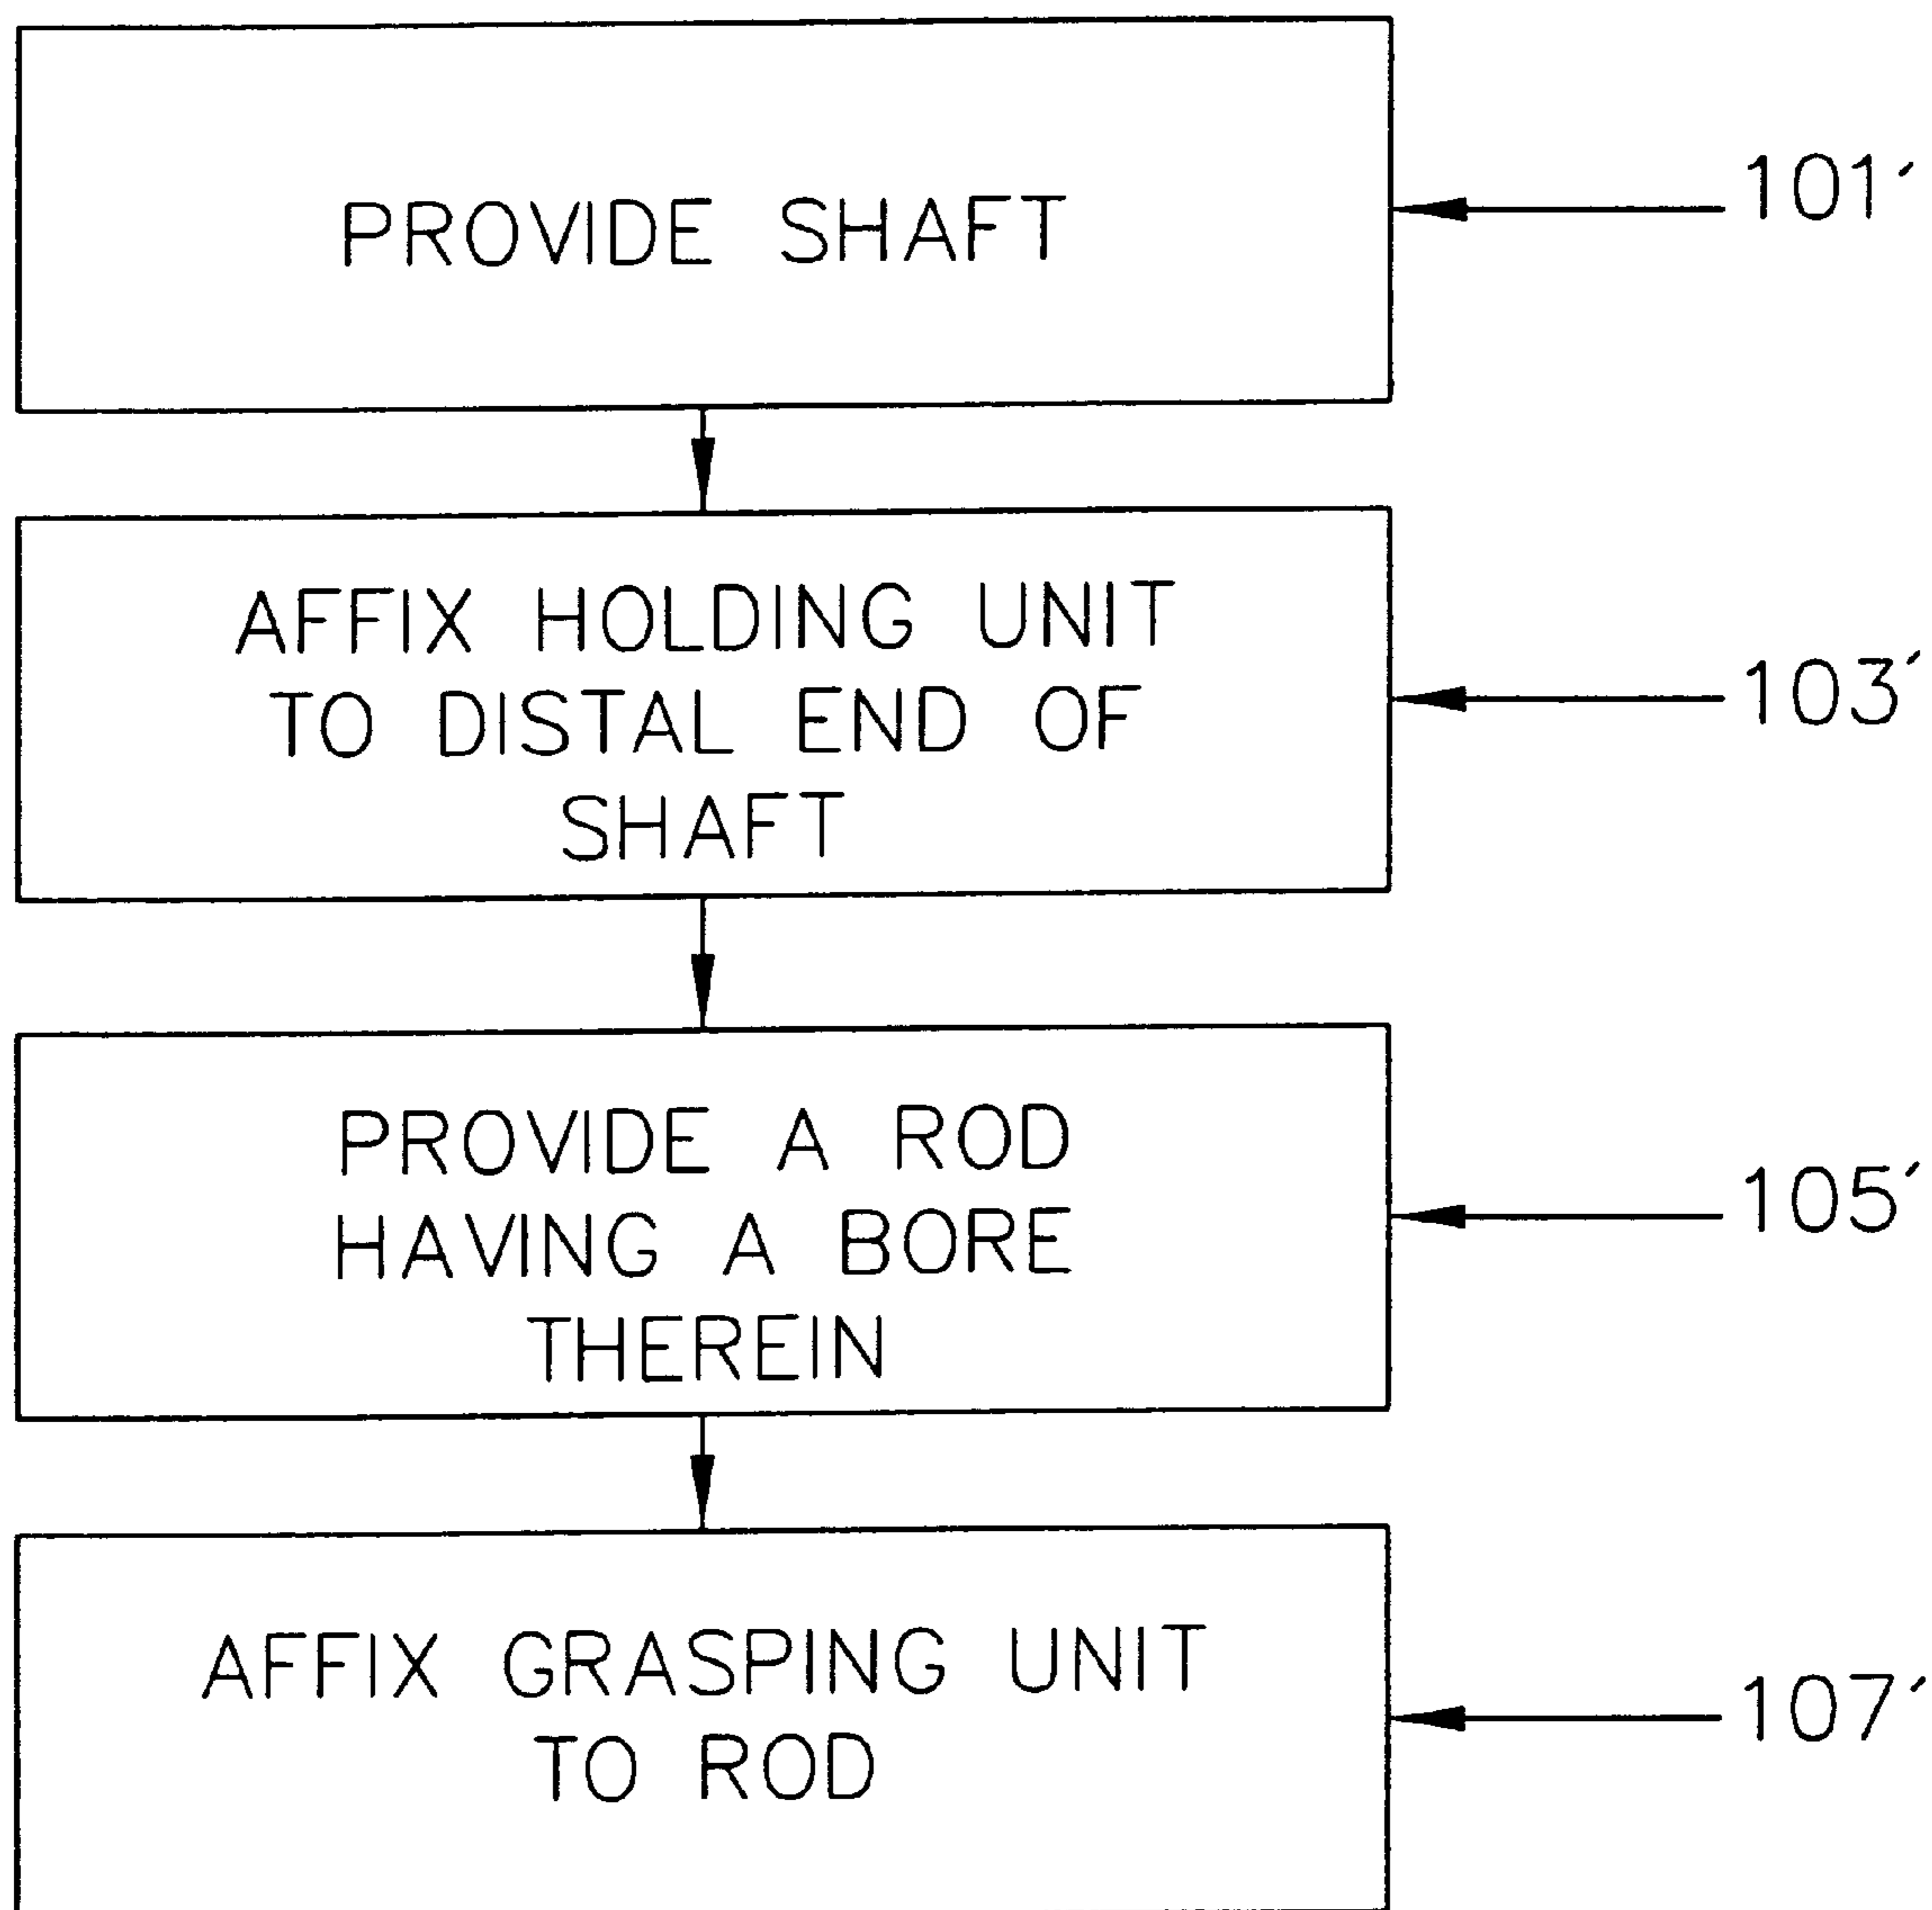 PROVIDE SHAFT
101′
AFFIX HOLDING UNIT
TO DISTAL END OF
SHAFT
103′
PROVIDE A ROD
HAVING A BORE
THEREIN
105′
AFFIX GRASPING UNIT
TO ROD
107′